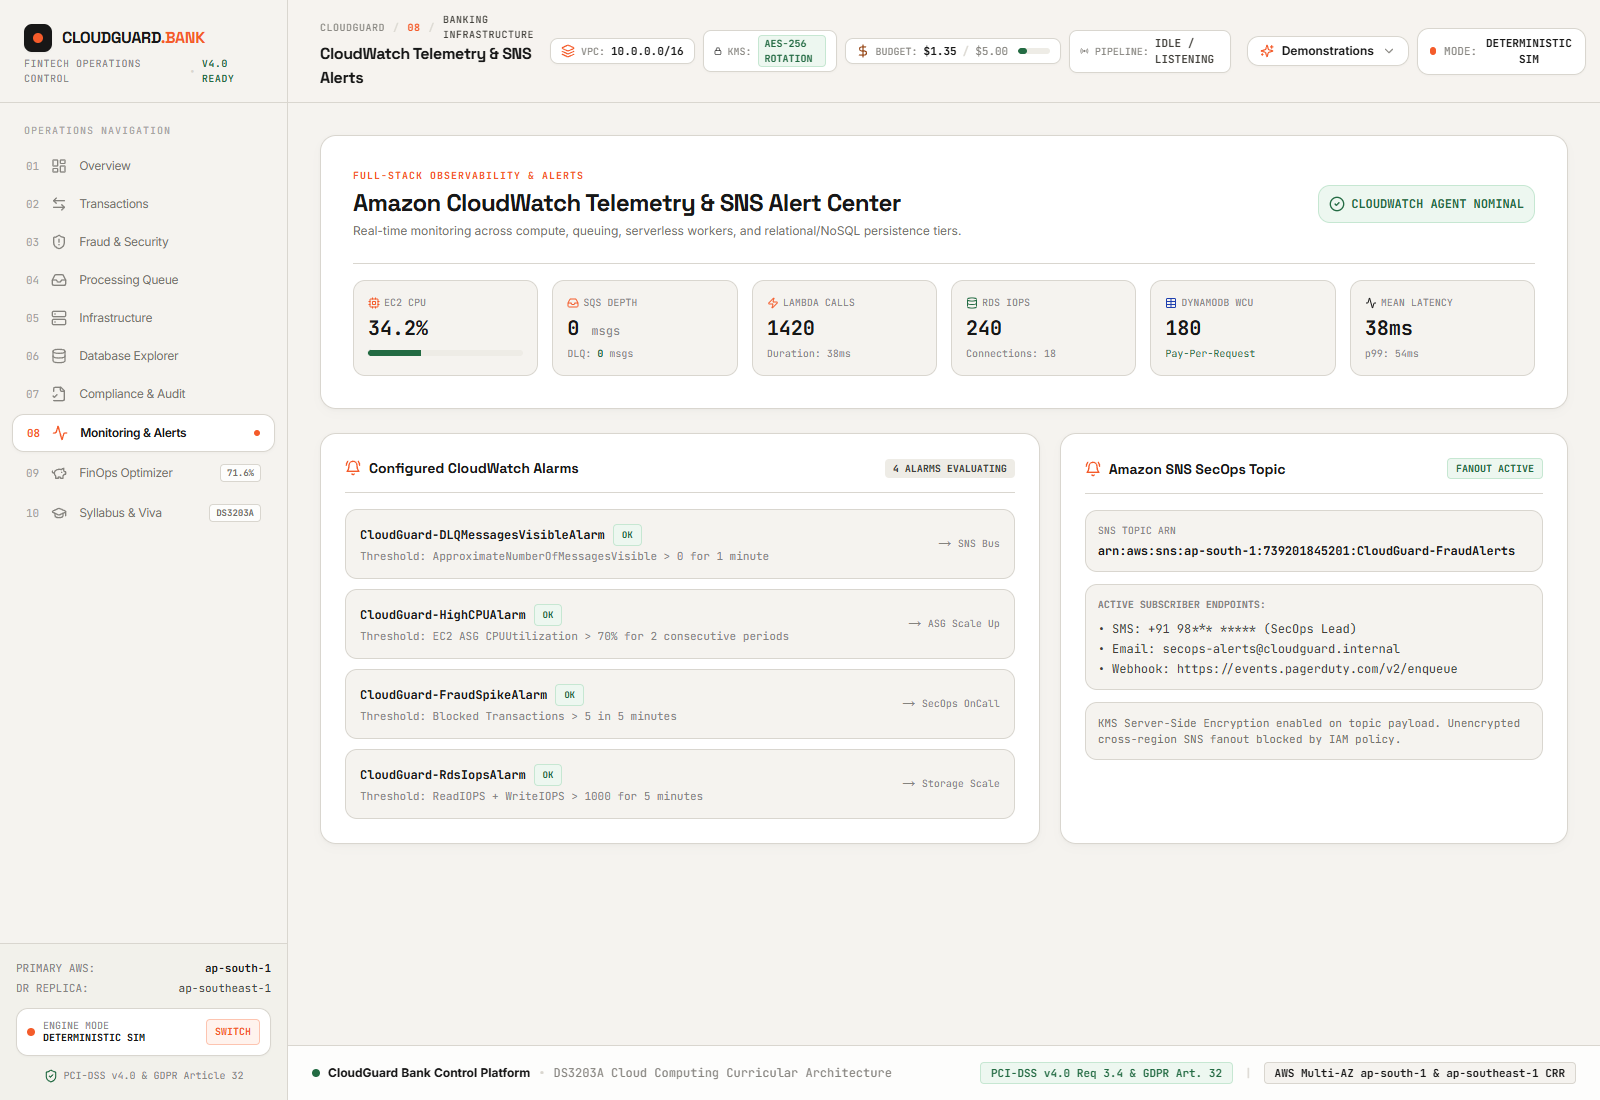 CLOUDGUARD.BANK
FINTECH OPERATIONS CONTROL
V4.0 READY
OPERATIONS NAVIGATION
01 Overview
02 Transactions
03 Fraud & Security
04 Processing Queue
05 Infrastructure
06 Database Explorer
07 Compliance & Audit
08 Monitoring & Alerts
09 FinOps Optimizer 71.6%
10 Syllabus & Viva DS3203A
PRIMARY AWS: ap-south-1
DR REPLICA: ap-southeast-1
ENGINE MODE
DETERMINISTIC SIM
SWITCH
PCI-DSS v4.0 & GDPR Article 32
CLOUDGUARD / 08 / BANKING INFRASTRUCTURE
CloudWatch Telemetry & SNS
Alerts
VPC: 10.0.0.0/16
KMS: AES-256 ROTATION
BUDGET: $1.35 / $5.00
PIPELINE: IDLE / LISTENING
Demonstrations
MODE: DETERMINISTIC SIM
FULL-STACK OBSERVABILITY & ALERTS
Amazon CloudWatch Telemetry & SNS Alert Center
Real-time monitoring across compute, queuing, serverless workers, and relational/NoSQL persistence tiers.
CLOUDWATCH AGENT NOMINAL
EC2 CPU
34.2%
SQS DEPTH
0 msgs
DLQ: 0 msgs
LAMBDA CALLS
1420
Duration: 38ms
RDS IOPS
240
Connections: 18
DYNAMODB WCU
180
Pay-Per-Request
MEAN LATENCY
38ms
p99: 54ms
Configured CloudWatch Alarms
4 ALARMS EVALUATING
CloudGuard-DLQMessagesVisibleAlarm OK
Threshold: ApproximateNumberOfMessagesVisible > 0 for 1 minute
→ SNS Bus
CloudGuard-HighCPUAlarm OK
Threshold: EC2 ASG CPUUtilization > 70% for 2 consecutive periods
→ ASG Scale Up
CloudGuard-FraudSpikeAlarm OK
Threshold: Blocked Transactions > 5 in 5 minutes
→ SecOps OnCall
CloudGuard-RdsIopsAlarm OK
Threshold: ReadIOPS + WriteIOPS > 1000 for 5 minutes
→ Storage Scale
Amazon SNS SecOps Topic
FANOUT ACTIVE
SNS TOPIC ARN
arn:aws:sns:ap-south-1:739201845201:CloudGuard-FraudAlerts
ACTIVE SUBSCRIBER ENDPOINTS:
• SMS: +91 98*** ***** (SecOps Lead)
• Email: secops-alerts@cloudguard.internal
• Webhook: https://events.pagerduty.com/v2/enqueue
KMS Server-Side Encryption enabled on topic payload. Unencrypted
cross-region SNS fanout blocked by IAM policy.
CloudGuard Bank Control Platform • DS3203A Cloud Computing Curricular Architecture
PCI-DSS v4.0 Req 3.4 & GDPR Art. 32 | AWS Multi-AZ ap-south-1 & ap-southeast-1 CRR